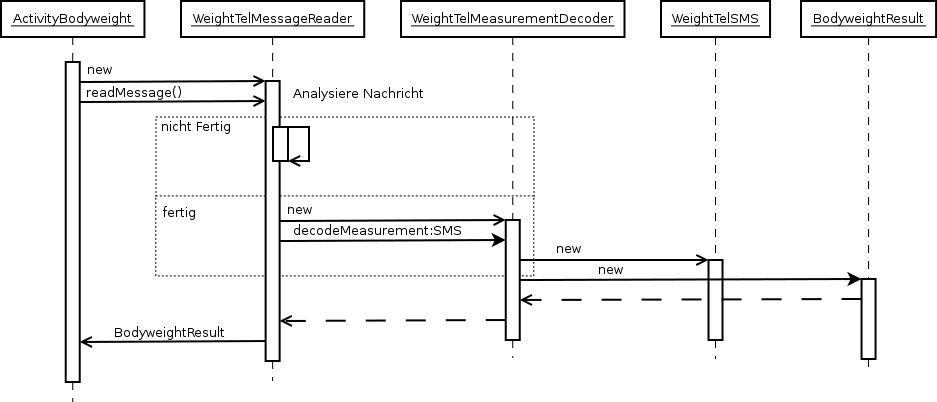 ActivityBodyweight
WeightTelMessageReader
WeightTelMeasurementDecoder
WeightTelSMS
BodyweightResult
new
readMessage()
Analysiere Nachricht
nicht Fertig
fertig
new
decodeMeasurement:SMS
new
new
BodyweightResult